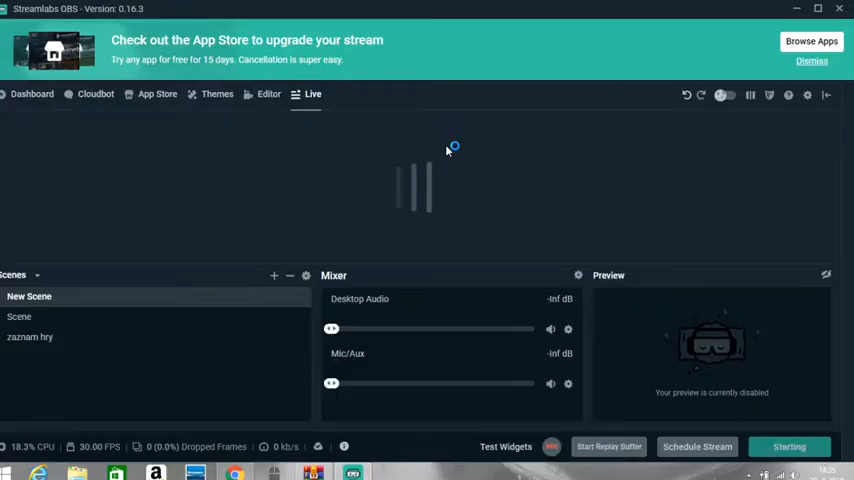 Streamlabs OBS - Version: 0.16.3
Check out the App Store to upgrade your stream
Try any app for free for 15 days. Cancellation is super easy.
Browse Apps
Dismiss
Dashboard Cloudbot App Store Themes Editor Live
Scenes
New Scene
Scene
zaznam hry
Mixer
Desktop Audio -Inf dB
Mic/Aux -Inf dB
Preview
Your preview is currently disabled
18.3% CPU 30.00 FPS 0 (0.0%) Dropped Frames 0 kb/s
Test Widgets REC Start Replay Buffer Schedule Stream Starting
14:35